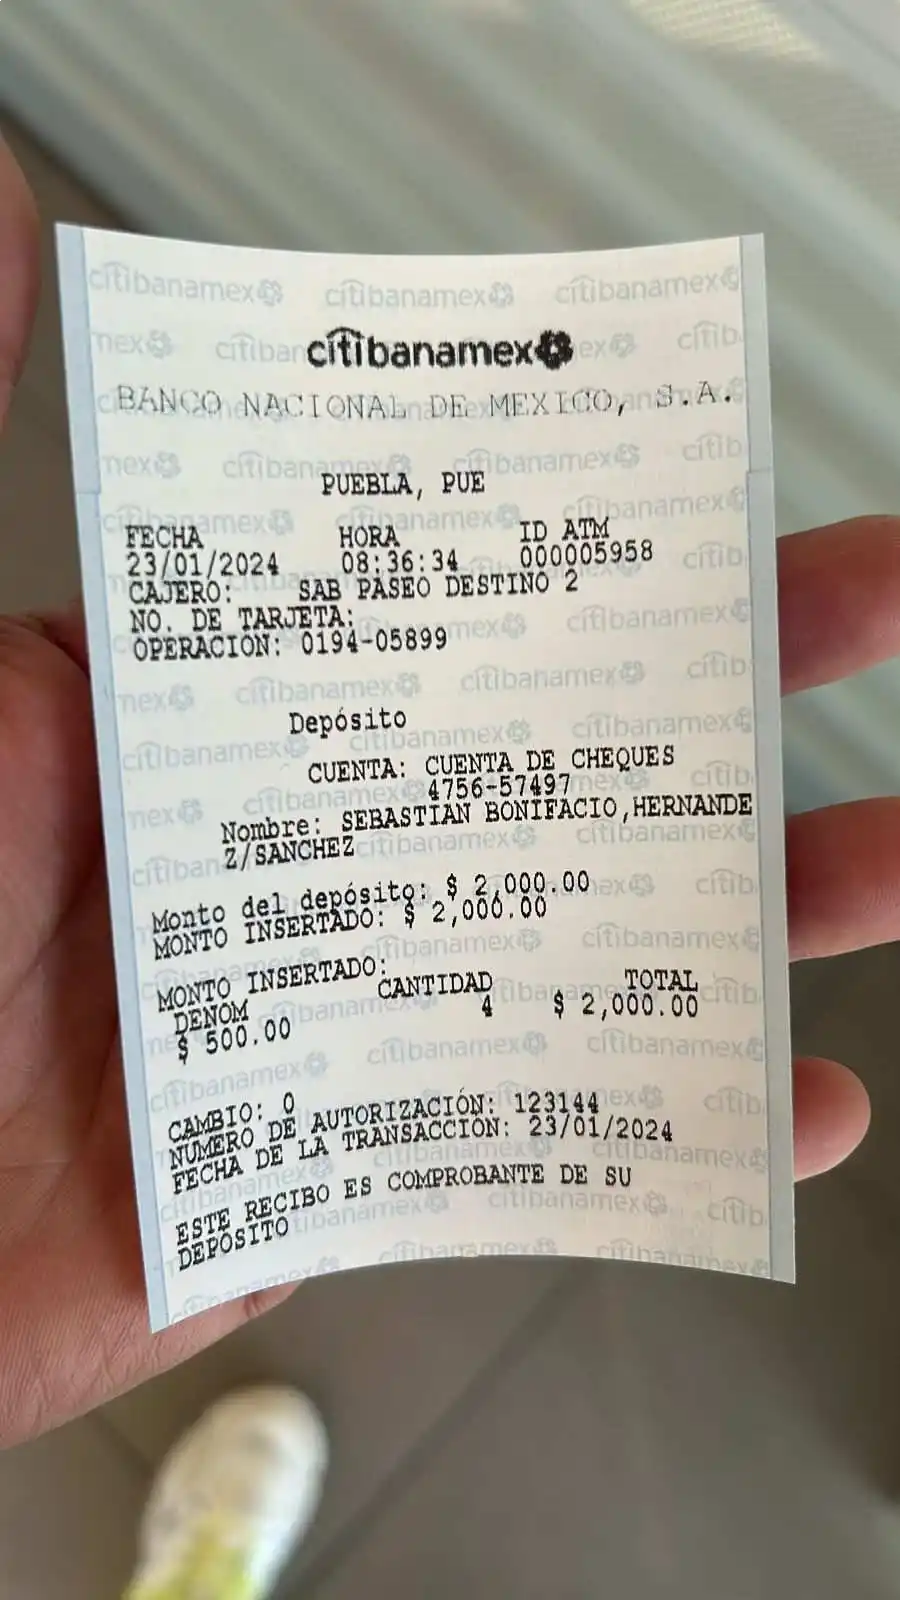 citibanamex
BANCO NACIONAL DE MEXICO, S.A.
PUEBLA, PUE
FECHA HORA ID ATM
23/01/2024 08:36:34 000005958
CAJERO: SAB PASEO DESTINO 2
NO. DE TARJETA:
OPERACION: 0194-05899
Depósito
CUENTA: CUENTA DE CHEQUES
4756-57497
Nombre: SEBASTIAN BONIFACIO,HERNANDE
Z/SANCHEZ
Monto del depósito: $ 2,000.00
MONTO INSERTADO: $ 2,000.00
MONTO INSERTADO:
DENOM CANTIDAD TOTAL
$ 500.00 4 $ 2,000.00
CAMBIO: 0
NUMERO DE AUTORIZACIÓN: 123144
FECHA DE LA TRANSACCION: 23/01/2024
ESTE RECIBO ES COMPROBANTE DE SU
DEPOSITO